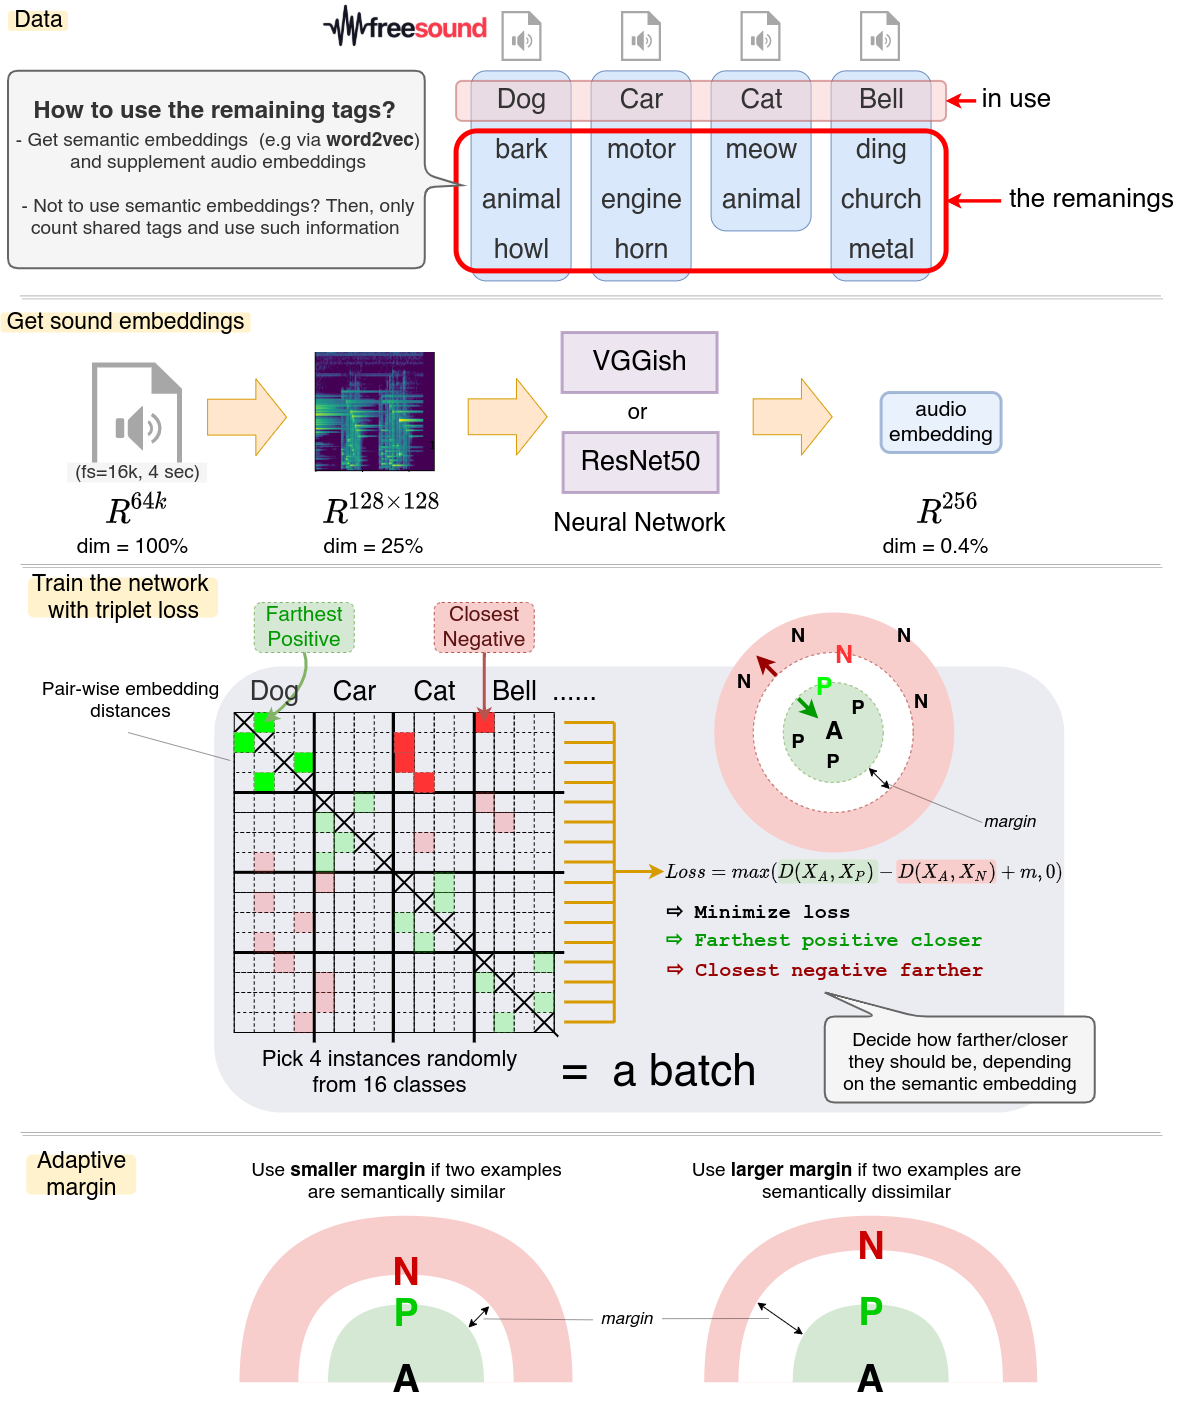 Data
freesound
How to use the remaining tags?
- Get semantic embeddings (e.g via word2vec)
and supplement audio embeddings
- Not to use semantic embeddings? Then, only
count shared tags and use such information
Dog Car Cat Bell
in use
bark motor meow ding
animal engine animal church
the remanings
howl horn metal
Get sound embeddings
(fs=16k, 4 sec)
R^{64k}
dim = 100%
R^{128×128}
dim = 25%
VGGish
or
ResNet50
Neural Network
audio
embedding
R^{256}
dim = 0.4%
Train the network
with triplet loss
Farthest
Positive
Closest
Negative
Pair-wise embedding
distances
Dog Car Cat Bell ......
N N
N
N P N
P
A
P
P
margin
Loss = max(D(X_A, X_P) − D(X_A, X_N) + m, 0)
⇨ Minimize loss
⇨ Farthest positive closer
⇨ Closest negative farther
Decide how farther/closer
they should be, depending
on the semantic embedding
Pick 4 instances randomly
from 16 classes
= a batch
Adaptive
margin
Use smaller margin if two examples
are semantically similar
Use larger margin if two examples are
semantically dissimilar
N
P
A
margin
N
P
A